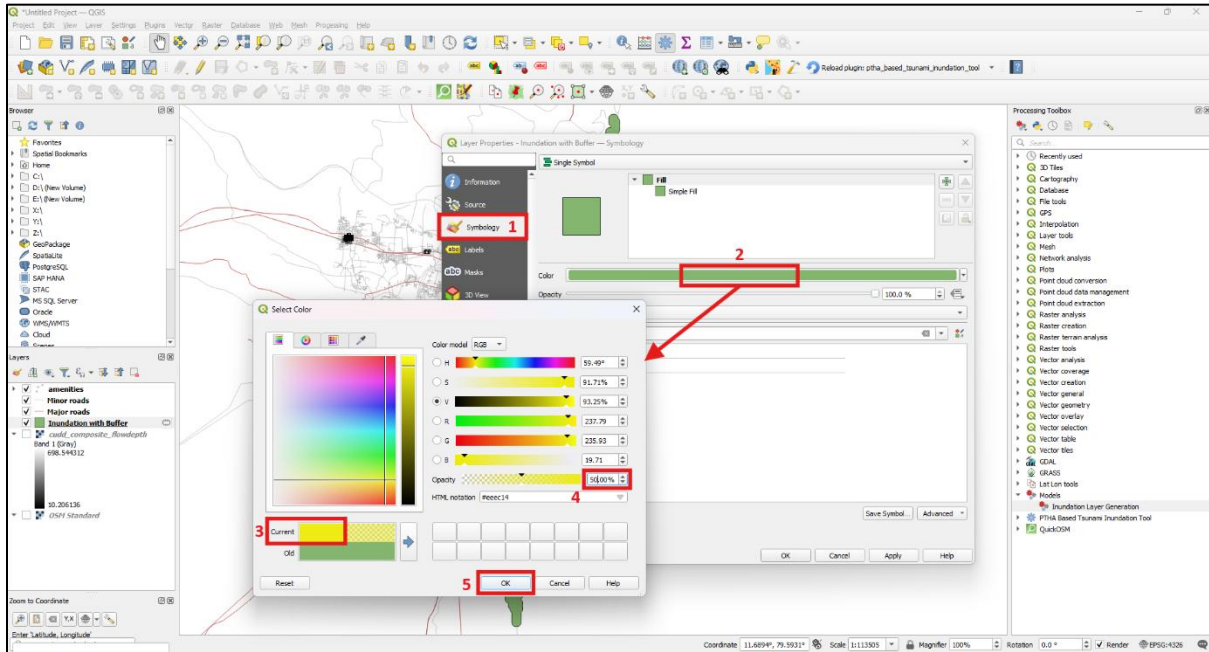 *Untitled Project — QGIS
Project Edit View Layer Settings Plugins Vector Raster Database Web Mesh Processing Help
Reload plugin: ptha_based_tsunami_inundation_tool
Browser
Favorites
Spatial Bookmarks
Home
C:\
D:\ (New Volume)
E:\ (New Volume)
X:\
Y:\
Z:\
GeoPackage
SpatiaLite
PostgreSQL
SAP HANA
STAC
MS SQL Server
Oracle
WMS/WMTS
Cloud
Scenes
Layers
amenities
Minor roads
Major roads
Inundation with Buffer
cudd_composite_flowdepth
Band 1 (Gray)
698.544312
10.206136
OSM Standard
Zoom to Coordinate
Y,X
Enter 'Latitude, Longitude'
Layer Properties - Inundation with Buffer — Symbology
Information
Source
Symbology 1
Labels
abc Masks
3D View
Single Symbol
Fill
Simple Fill
2
Color
Opacity 100.0 %
Save Symbol... Advanced
OK Cancel Apply Help
Select Color
Color model RGB
H 59.49°
S 91.71%
V 93.25%
R 237.79
G 235.93
B 19.71
Opacity 50.00%
HTML notation #eeec14 4
3 Current
Old
Reset 5 OK Cancel Help
Processing Toolbox
Search...
Recently used
3D Tiles
Cartography
Database
File tools
GPS
Interpolation
Layer tools
Mesh
Network analysis
Plots
Point cloud conversion
Point cloud data management
Point cloud extraction
Raster analysis
Raster creation
Raster terrain analysis
Raster tools
Vector analysis
Vector coverage
Vector creation
Vector general
Vector geometry
Vector overlay
Vector selection
Vector table
Vector tiles
GDAL
GRASS
Lat Lon tools
Models
Inundation Layer Generation
PTHA Based Tsunami Inundation Tool
QuickOSM
Coordinate 11.6894°, 79.5931° Scale 1:113505 Magnifier 100% Rotation 0.0 ° Render EPSG:4326